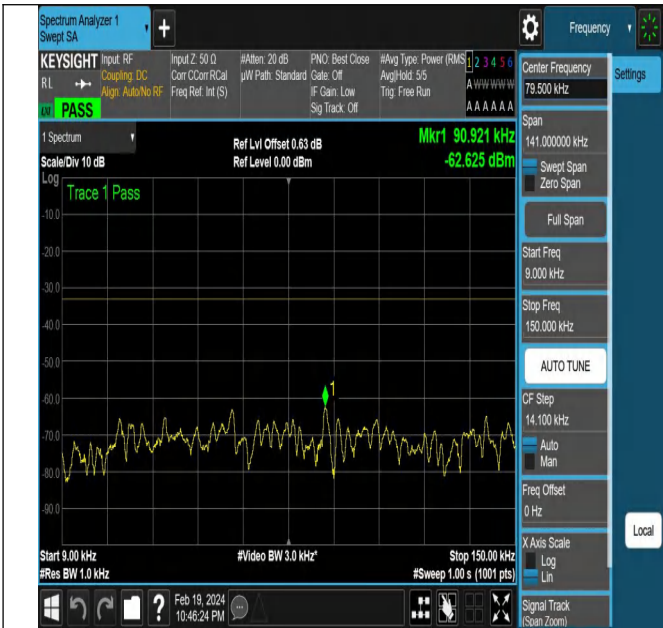 Spectrum Analyzer 1
Swept SA
+
Frequency
KEYSIGHT
RL
PASS
Input: RF
Coupling: DC
Align: Auto/No RF
Input Z: 50 Ω
Corr CCorr RCal
Freq Ref: Int (S)
#Atten: 20 dB
µW Path: Standard
PNO: Best Close
Gate: Off
IF Gain: Low
Sig Track: Off
#Avg Type: Power (RMS
Avg|Hold: 5/5
Trig: Free Run
1 2 3 4 5 6
A W W W W W
A A A A A A
1 Spectrum
Scale/Div 10 dB
Log
Ref Lvl Offset 0.63 dB
Ref Level 0.00 dBm
Mkr1 90.921 kHz
-62.625 dBm
Trace 1 Pass
-10.0
-20.0
-30.0
-40.0
-50.0
-60.0
-70.0
-80.0
-90.0
1
Start 9.00 kHz
#Res BW 1.0 kHz
#Video BW 3.0 kHz*
Stop 150.00 kHz
#Sweep 1.00 s (1001 pts)
Feb 19, 2024
10:46:24 PM
?
Center Frequency
79.500 kHz
Settings
Span
141.000000 kHz
Swept Span
Zero Span
Full Span
Start Freq
9.000 kHz
Stop Freq
150.000 kHz
AUTO TUNE
CF Step
14.100 kHz
Auto
Man
Freq Offset
0 Hz
X Axis Scale
Log
Lin
Local
Signal Track
(Span Zoom)